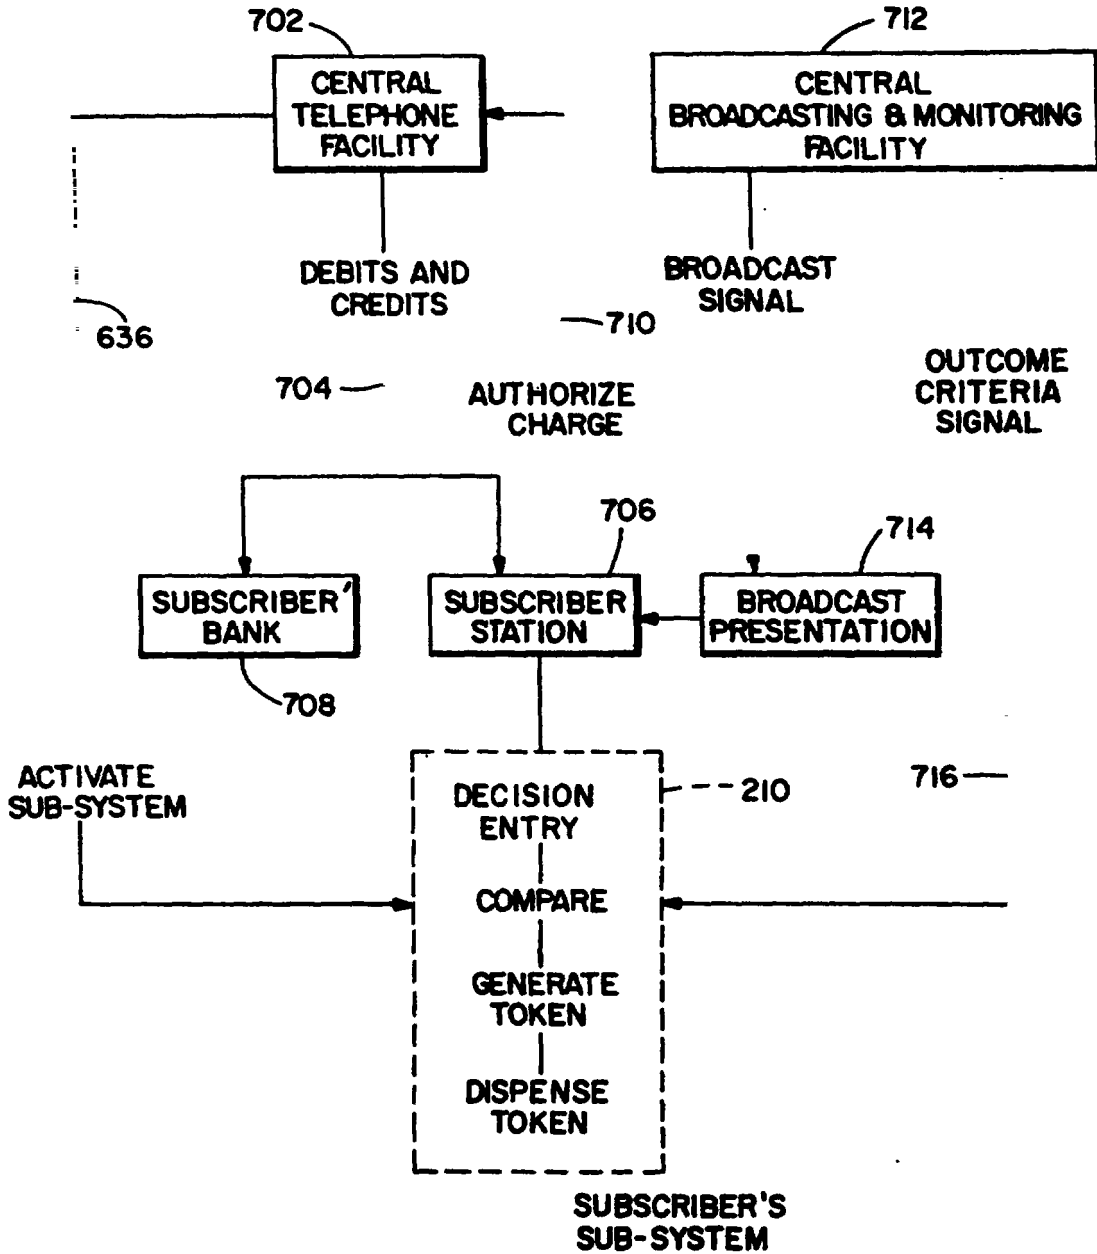 702
712
CENTRAL
TELEPHONE
FACILITY
CENTRAL
BROADCASTING & MONITORING
FACILITY
DEBITS AND
CREDITS
BROADCAST
SIGNAL
636
710
704
AUTHORIZE
CHARGE
OUTCOME
CRITERIA
SIGNAL
706
714
SUBSCRIBER'
BANK
SUBSCRIBER
STATION
BROADCAST
PRESENTATION
708
ACTIVATE
SUB-SYSTEM
716
210
DECISION
ENTRY
COMPARE
GENERATE
TOKEN
DISPENSE
TOKEN
SUBSCRIBER'S
SUB-SYSTEM